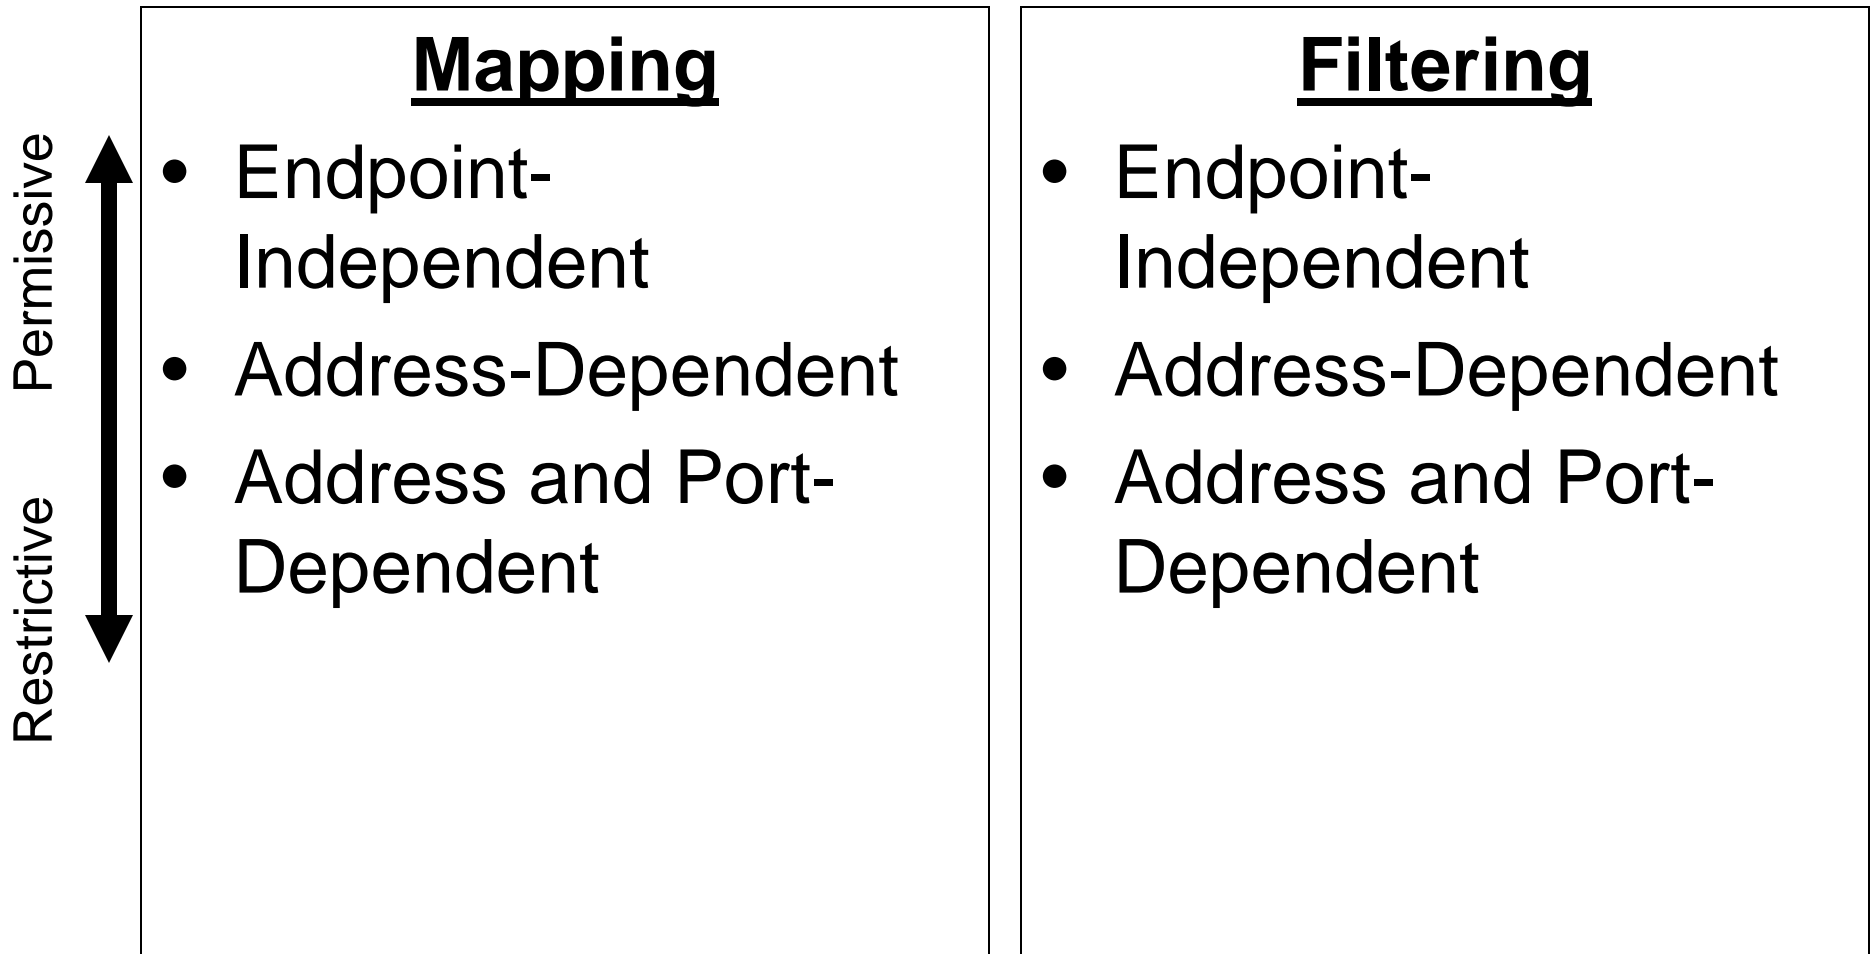 Permissive
Restrictive
Mapping
• Endpoint-
Independent
• Address-Dependent
• Address and Port-
Dependent
Filtering
• Endpoint-
Independent
• Address-Dependent
• Address and Port-
Dependent